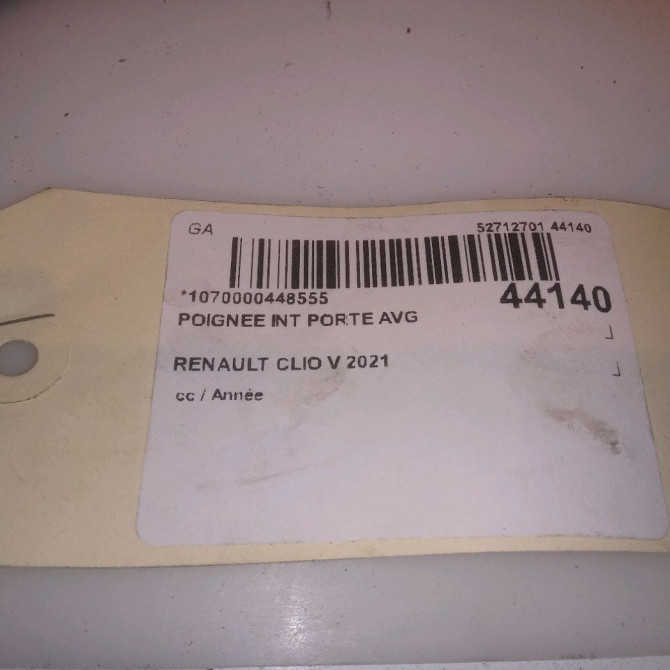 GA 52712701 44140
*1070000448555 44140
POIGNEE INT PORTE AVG
RENAULT CLIO V 2021
cc / Année